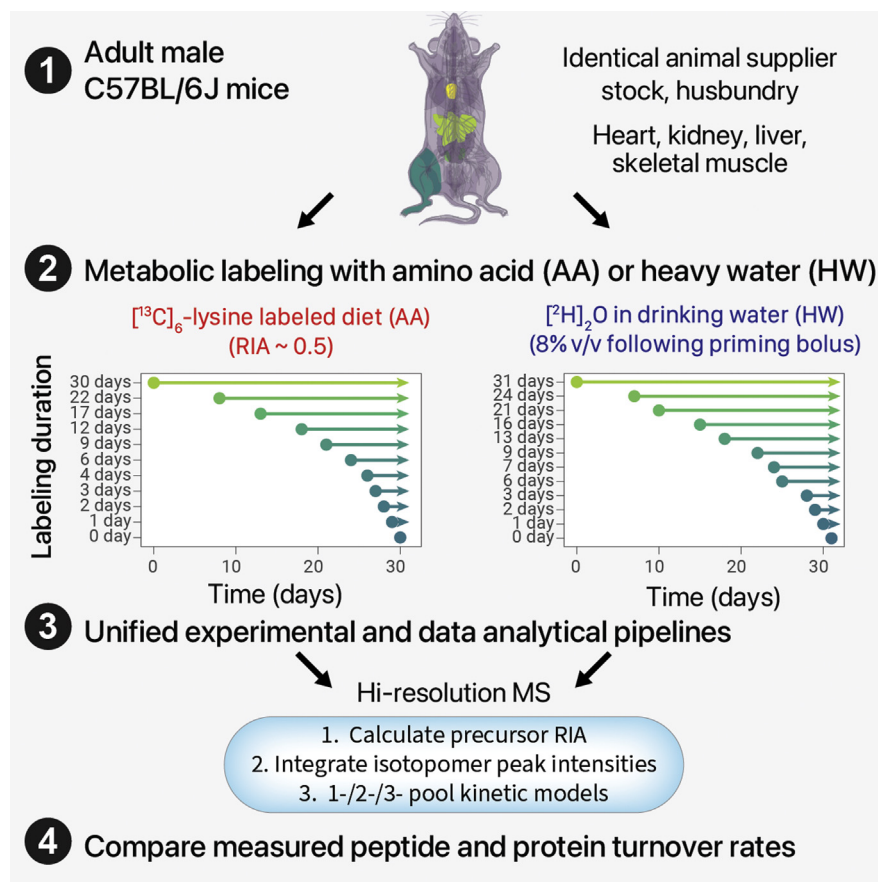 1
Adult male
C57BL/6J mice
Identical animal supplier
stock, husbundry
Heart, kidney, liver,
skeletal muscle
2
Metabolic labeling with amino acid (AA) or heavy water (HW)
[¹³C]₆-lysine labeled diet (AA)
(RIA ~ 0.5)
Labeling duration
30 days
22 days
17 days
12 days
9 days
6 days
4 days
3 days
2 days
1 day
0 day
0 10 20 30
Time (days)
[²H]₂O in drinking water (HW)
(8% v/v following priming bolus)
31 days
24 days
21 days
16 days
13 days
9 days
7 days
6 days
3 days
2 days
1 day
0 day
0 10 20 30
Time (days)
3
Unified experimental and data analytical pipelines
Hi-resolution MS
1. Calculate precursor RIA
2. Integrate isotopomer peak intensities
3. 1-/2-/3- pool kinetic models
4
Compare measured peptide and protein turnover rates